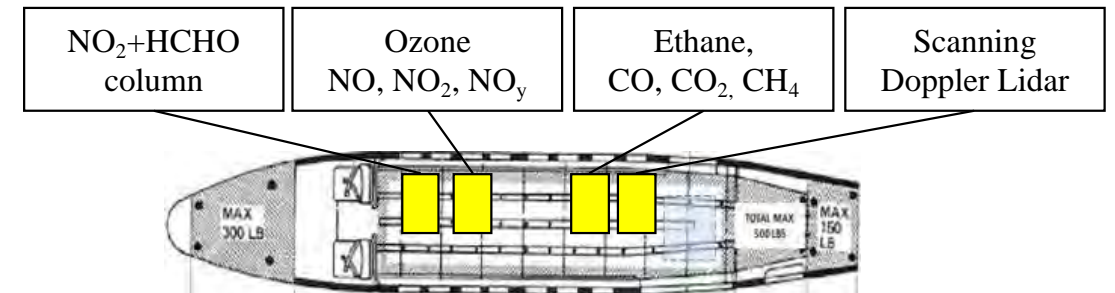 NO₂+HCHO
column
Ozone
NO, NO₂, NOy
Ethane,
CO, CO₂, CH₄
Scanning
Doppler Lidar
MAX
300 LB
TOTAL MAX
500 LBS
MAX
150
LB